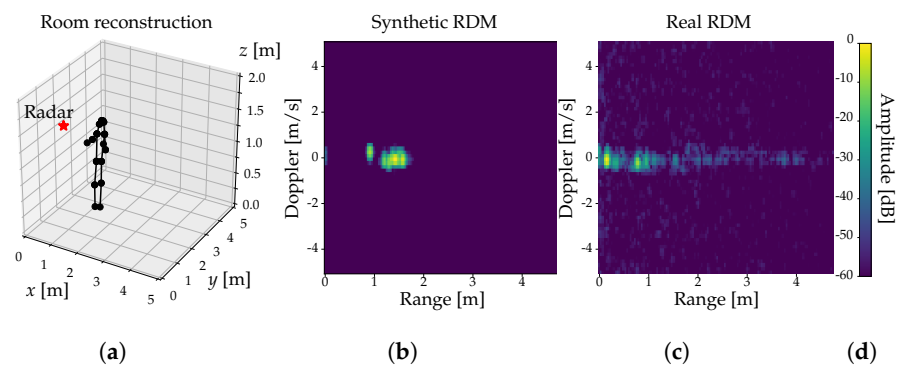 Room reconstruction
Synthetic RDM
Real RDM
z [m]
2.0
1.5
1.0
0.5
0.0
Radar
0
1
2
3
4
5
x [m]
0
1
2
3
4
5
y [m]
4
2
0
-2
-4
Doppler [m/s]
0
1
2
3
4
Range [m]
4
2
0
-2
-4
Doppler [m/s]
0
1
2
3
4
Range [m]
0
-10
-20
-30
-40
-50
-60
Amplitude [dB]
(a)
(b)
(c)
(d)